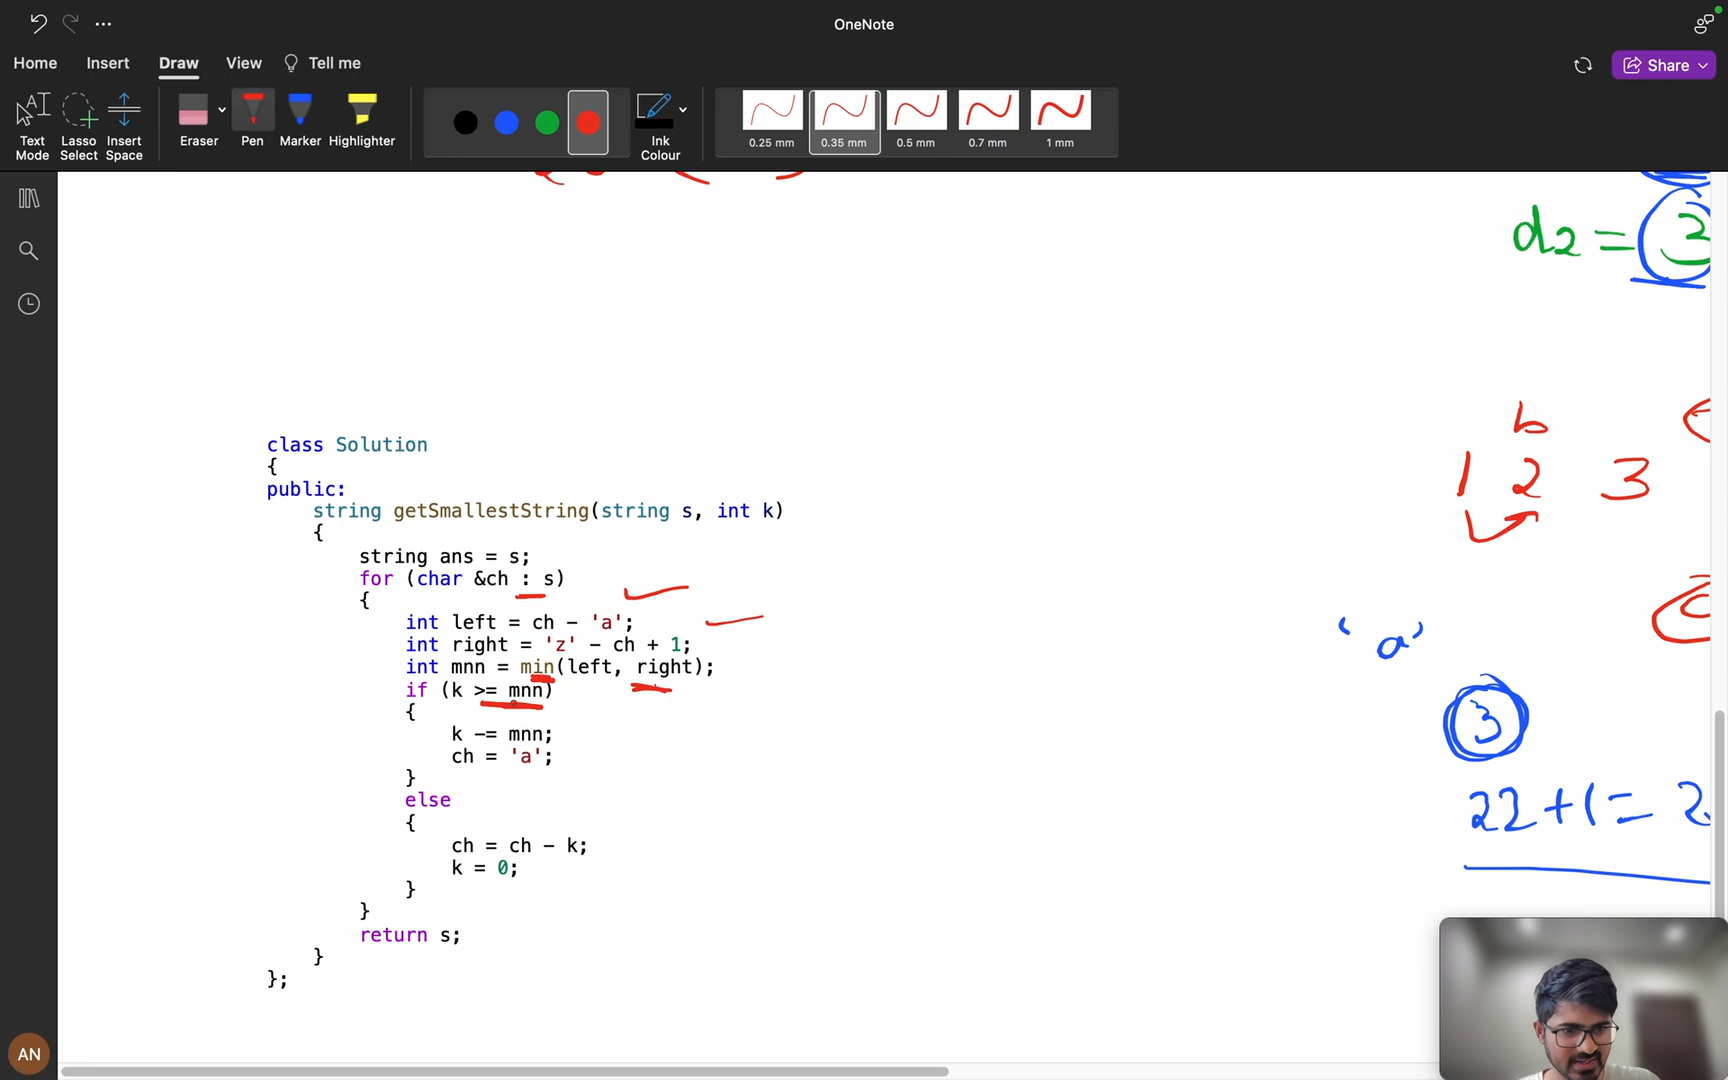 OneNote
Home Insert Draw View Tell me
Share
Text Mode
Lasso Select
Insert Space
Eraser
Pen
Marker
Highlighter
Ink Colour
0.25 mm
0.35 mm
0.5 mm
0.7 mm
1 mm
d2 =
b
1 2 3
class Solution
{
public:
string getSmallestString(string s, int k)
{
string ans = s;
for (char &ch : s)
{
int left = ch - 'a';
int right = 'z' - ch + 1;
int mnn = min(left, right);
if (k >= mnn)
{
k -= mnn;
ch = 'a';
}
else
{
ch = ch - k;
k = 0;
}
}
return s;
}
};
'a'
3
22+1=
AN